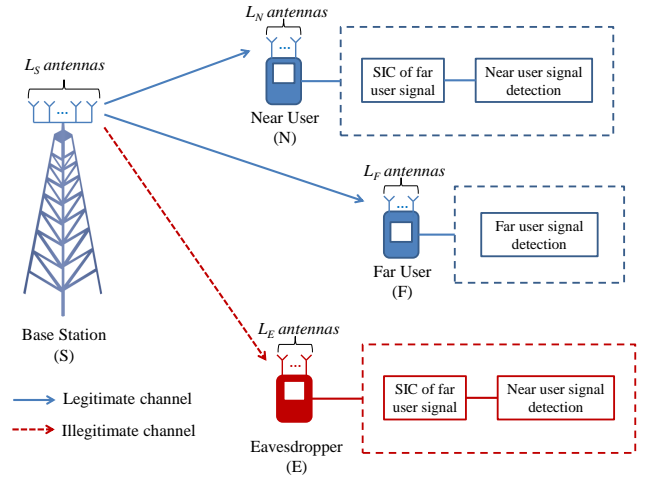 L_N antennas
...
SIC of far
user signal
Near user signal
detection
Near User
(N)
L_S antennas
...
L_F antennas
...
Far user signal
detection
Far User
(F)
Base Station
(S)
L_E antennas
...
SIC of far
user signal
Near user signal
detection
Eavesdropper
(E)
Legitimate channel
Illegitimate channel